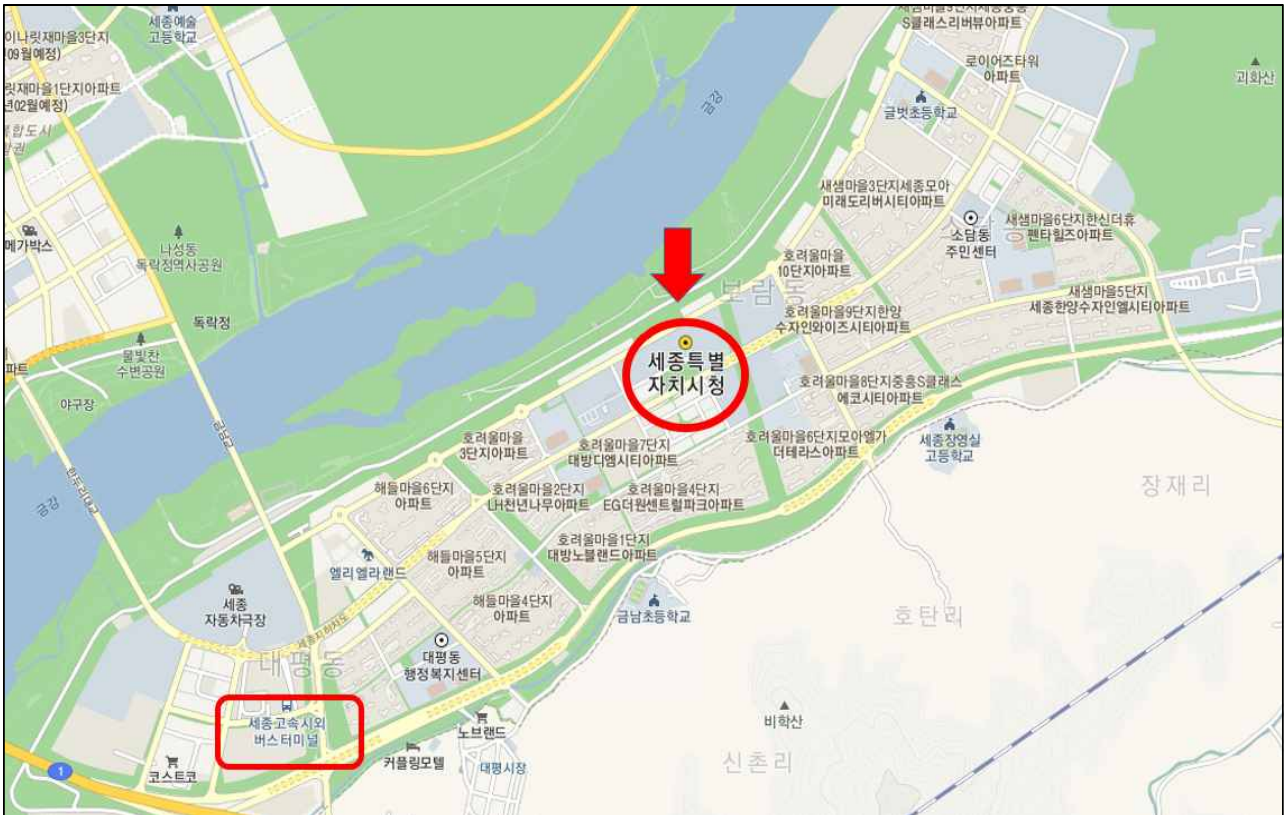 세종예술
고등학교
이나릿재마을3단지
09월예정)
릿재마을1단지아파트
년02월예정)
S클래스리버뷰아파트
로이어즈타워
아파트
괴화산
글벗초등학교
금강
새샘마을3단지세종모아
미래도리버시티아파트
소담동
주민센터
새샘마을6단지한신더휴
펜타힐즈아파트
메가박스
나성동
독락정역사공원
호려울마을
10단지아파트
보람동
새샘마을5단지
세종한양수자인엘시티아파트
호려울마을9단지한양
수자인와이즈시티아파트
독락정
불빛찬
수변공원
파트
야구장
세종특별
자치시청
호려울마을8단지중흥S클래스
에코시티아파트
금남교
한두리대교
금강
호려울마을
3단지아파트
호려울마을7단지
대방디엠시티아파트
호려울마을6단지모아엘가
더테라스아파트
세종장영실
고등학교
장재리
해들마을6단지
아파트
호려울마을2단지
LH천년나무아파트
호려울마을4단지
EG더원센트럴파크아파트
호려울마을1단지
대방노블랜드아파트
엘리엘라랜드
해들마을5단지
아파트
해들마을4단지
아파트
세종
자동차극장
세종지하차도
금남초등학교
호탄리
대평동
대평동
행정복지센터
세종고속시외
버스터미널
노브랜드
비학산
커플링모텔
대평시장
신촌리
코스트코
1